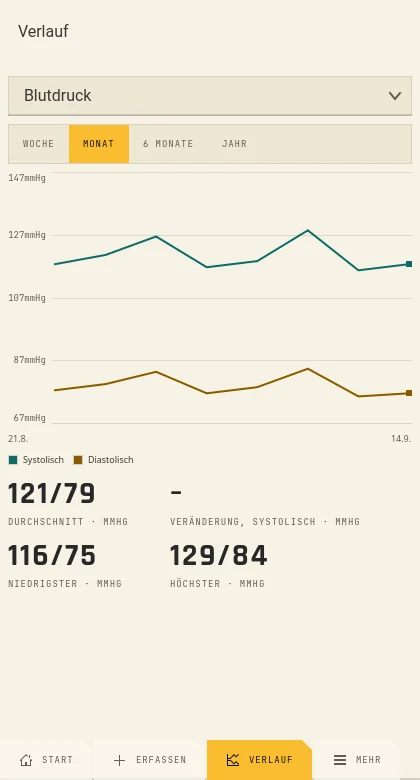 Verlauf
Blutdruck
WOCHE MONAT 6 MONATE JAHR
147mmHg
127mmHg
107mmHg
87mmHg
67mmHg
21.8. 14.9.
Systolisch Diastolisch
121/79 –
DURCHSCHNITT · MMHG VERÄNDERUNG, SYSTOLISCH · MMHG
116/75 129/84
NIEDRIGSTER · MMHG HÖCHSTER · MMHG
START ERFASSEN VERLAUF MEHR